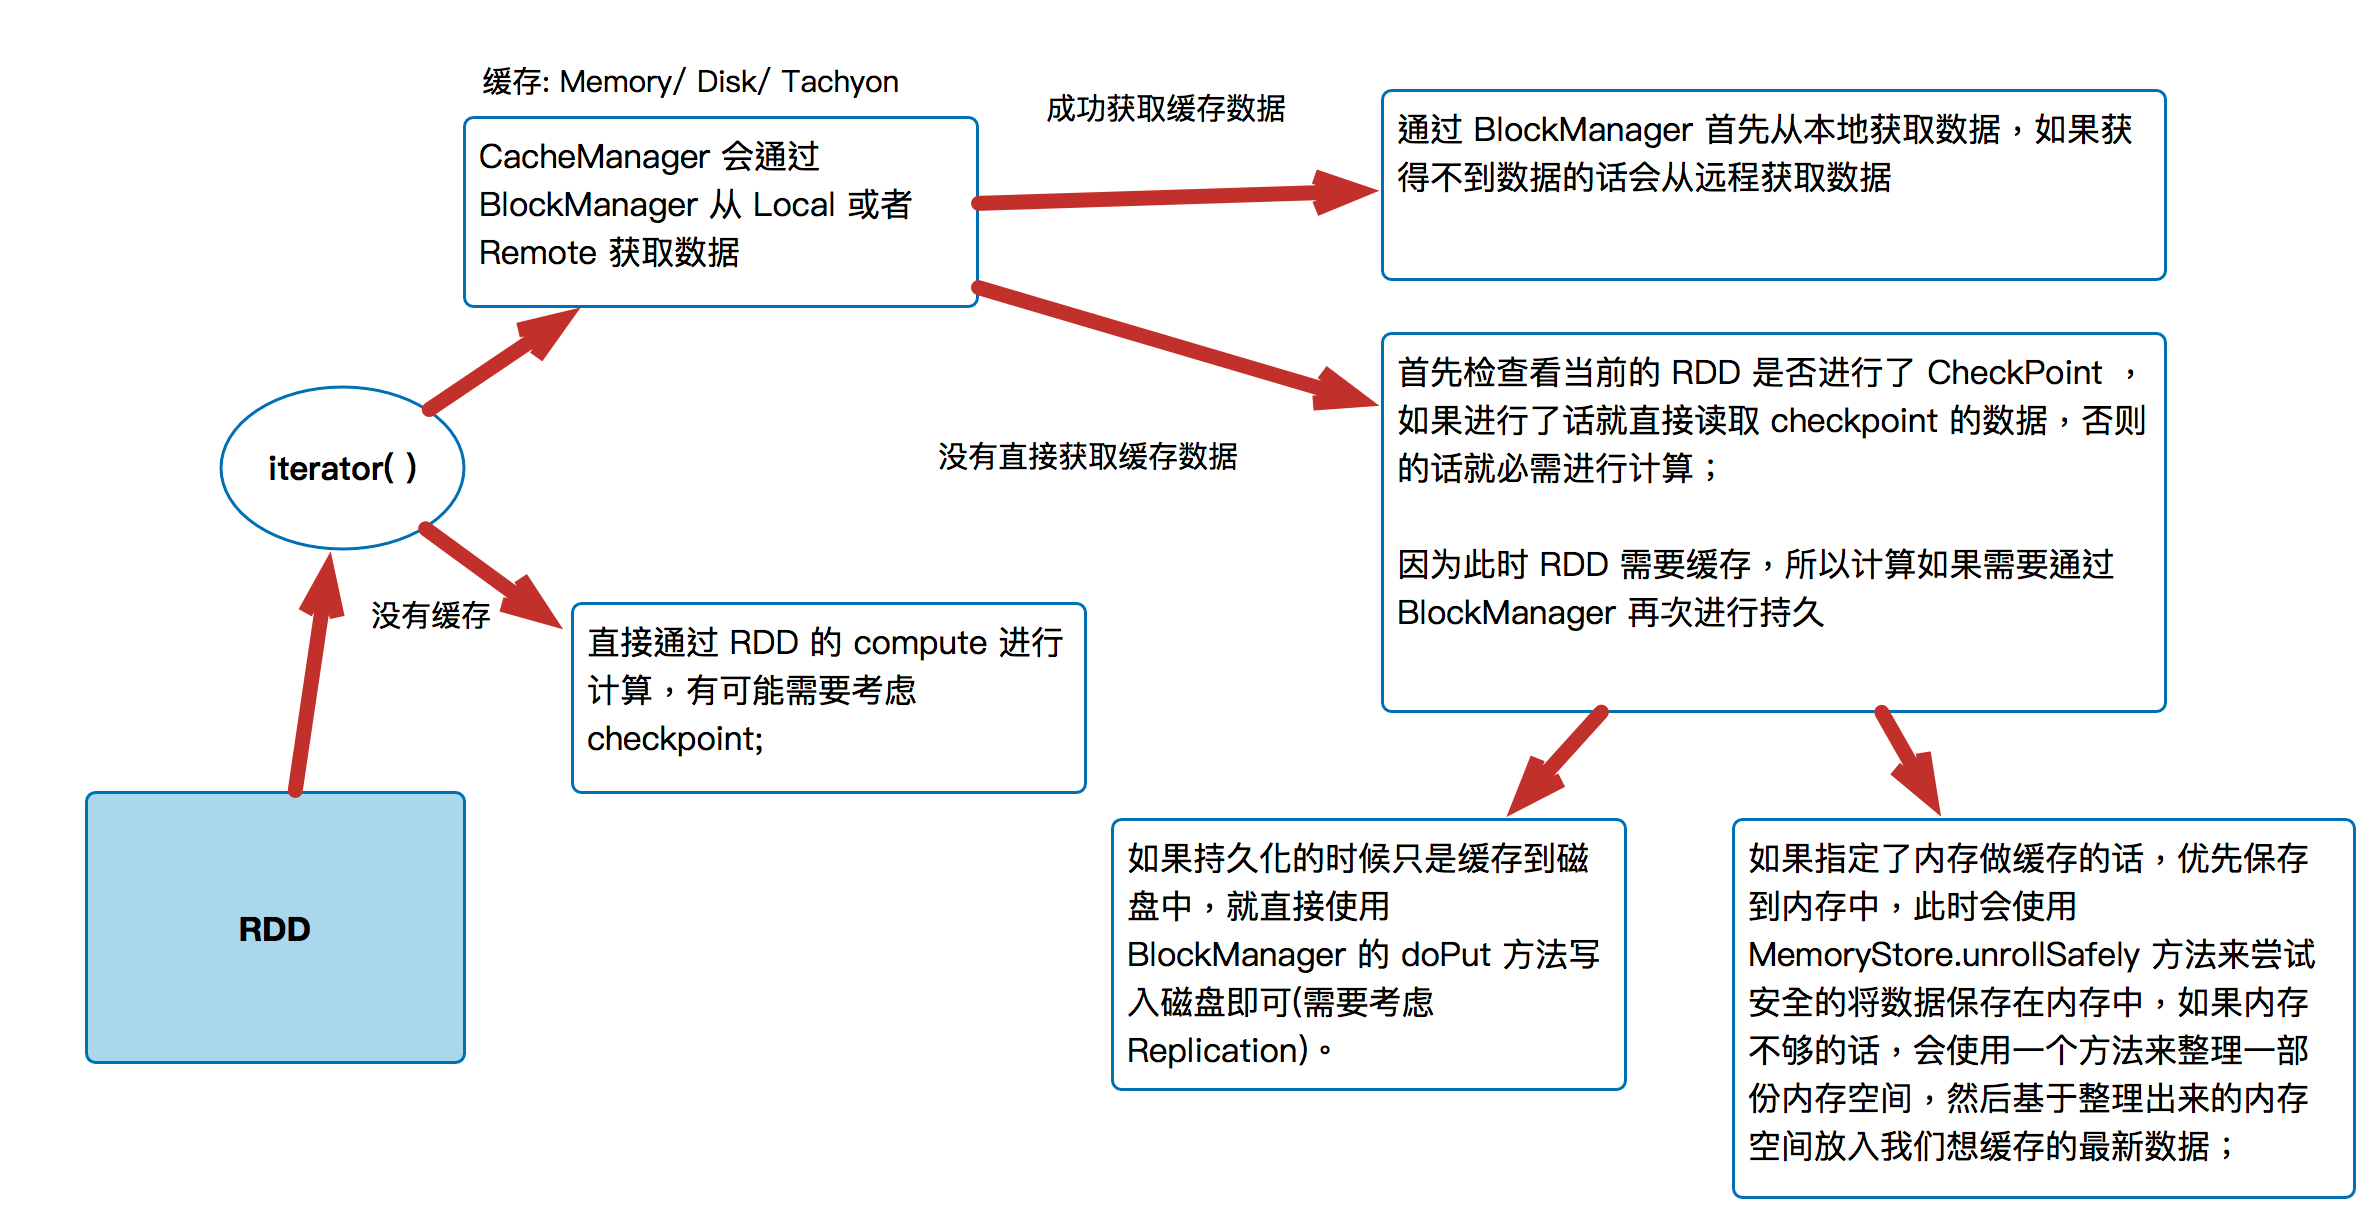 缓存: Memory/ Disk/ Tachyon
CacheManager 会通过
BlockManager 从 Local 或者
Remote 获取数据
成功获取缓存数据
通过 BlockManager 首先从本地获取数据，如果获
得不到数据的话会从远程获取数据
首先检查看当前的 RDD 是否进行了 CheckPoint ，
如果进行了话就直接读取 checkpoint 的数据，否则
的话就必需进行计算；
因为此时 RDD 需要缓存，所以计算如果需要通过
BlockManager 再次进行持久
没有直接获取缓存数据
iterator( )
没有缓存
直接通过 RDD 的 compute 进行
计算，有可能需要考虑
checkpoint;
RDD
如果持久化的时候只是缓存到磁
盘中，就直接使用
BlockManager 的 doPut 方法写
入磁盘即可(需要考虑
Replication)。
如果指定了内存做缓存的话，优先保存
到内存中，此时会使用
MemoryStore.unrollSafely 方法来尝试
安全的将数据保存在内存中，如果内存
不够的话，会使用一个方法来整理一部
份内存空间，然后基于整理出来的内存
空间放入我们想缓存的最新数据；